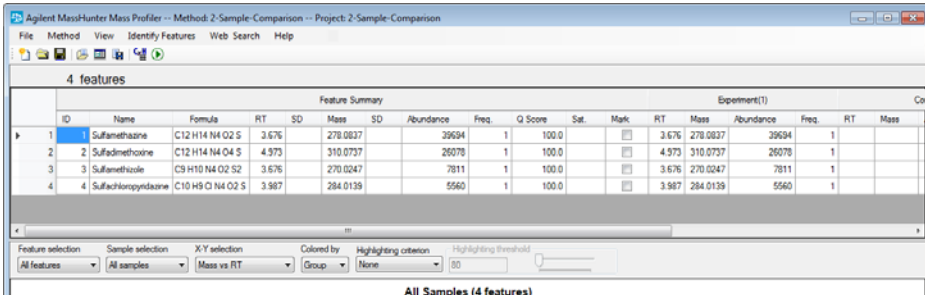 Agilent MassHunter Mass Profiler -- Method: 2-Sample-Comparison -- Project: 2-Sample-Comparison
File Method View Identify Features Web Search Help
4 features
Feature Summary Experiment(1) Co
ID Name Formula RT SD Mass SD Abundance Freq. Q Score Sat. Mark RT Mass Abundance Freq. RT Mass
1 1 Sulfamethazine C12 H14 N4 O2 S 3.676 278.0837 39694 1 100.0 3.676 278.0837 39694 1
2 2 Sulfadimethoxine C12 H14 N4 O4 S 4.973 310.0737 26078 1 100.0 4.973 310.0737 26078 1
3 3 Sulfamethizole C9 H10 N4 O2 S2 3.676 270.0247 7811 1 100.0 3.676 270.0247 7811 1
4 4 Sulfachloropyridazine C10 H9 Cl N4 O2 S 3.987 284.0139 5560 1 100.0 3.987 284.0139 5560 1
Feature selection Sample selection X-Y selection Colored by Highlighting criterion Highlighting threshold
All features All samples Mass vs RT Group None 80
All Samples (4 features)